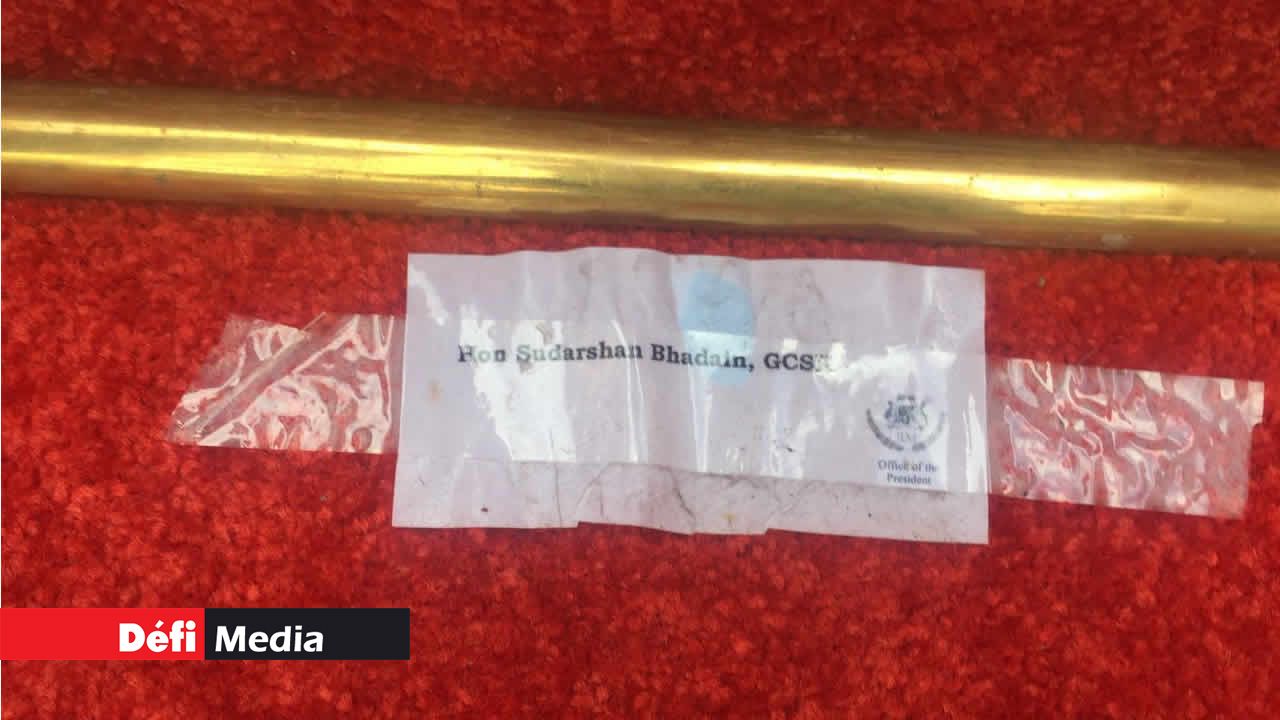 Hon Sudarshan Bhadain, GCSK
Office of the
President
Défi Media